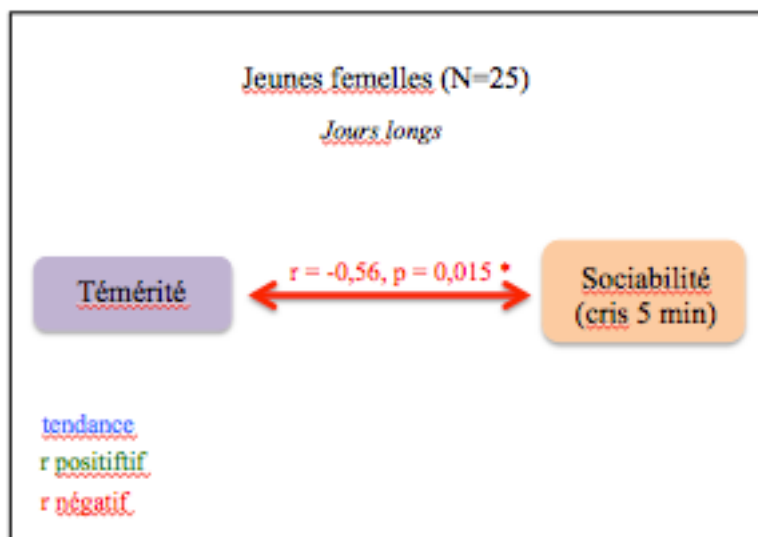 Jeunes femelles (N=25)
Jours longs
r = -0,56, p = 0,015 *
Témérité
Sociabilité
(cris 5 min)
tendance
r positiftif
r négatif